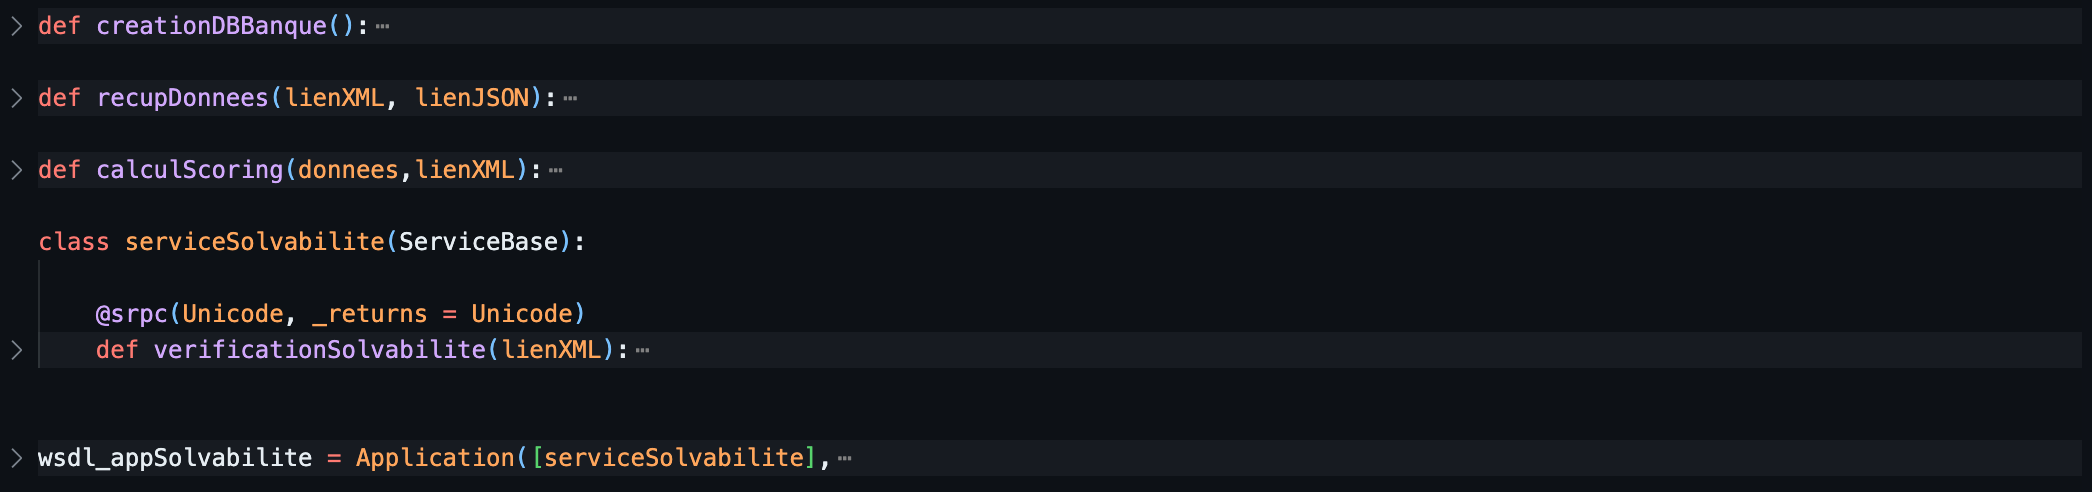 def creationDBBanque():⋯
def recupDonnees(lienXML, lienJSON):⋯
def calculScoring(donnees,lienXML):⋯
class serviceSolvabilite(ServiceBase):
@srpc(Unicode, _returns = Unicode)
def verificationSolvabilite(lienXML):⋯
wsdl_appSolvabilite = Application([serviceSolvabilite],⋯